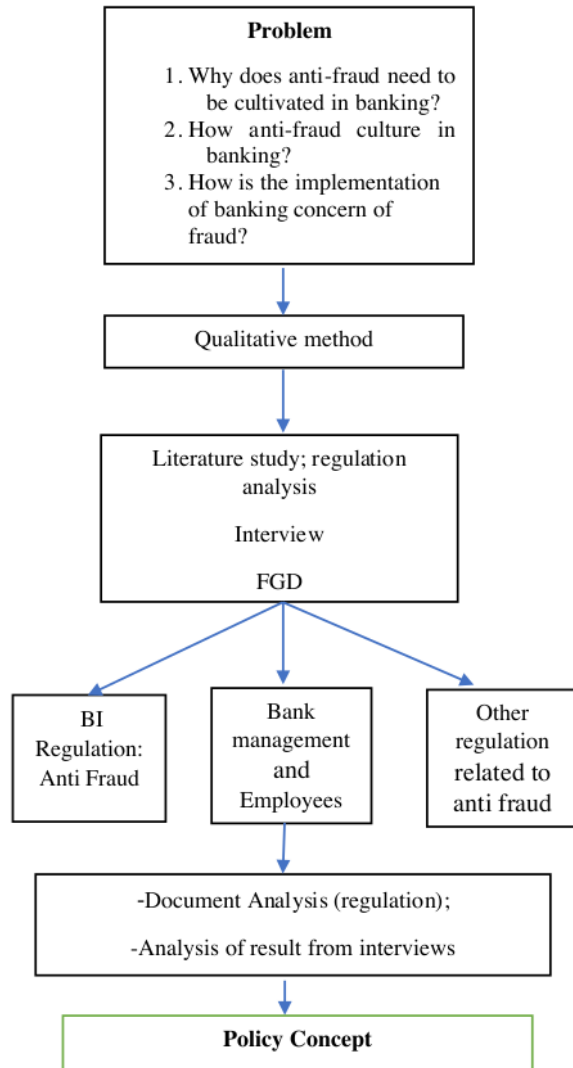 Problem
1. Why does anti-fraud need to
be cultivated in banking?
2. How anti-fraud culture in
banking?
3. How is the implementation
of banking concern of
fraud?
Qualitative method
Literature study; regulation
analysis
Interview
FGD
BI
Regulation:
Anti Fraud
Bank
management
and
Employees
Other
regulation
related to
anti fraud
-Document Analysis (regulation);
-Analysis of result from interviews
Policy Concept